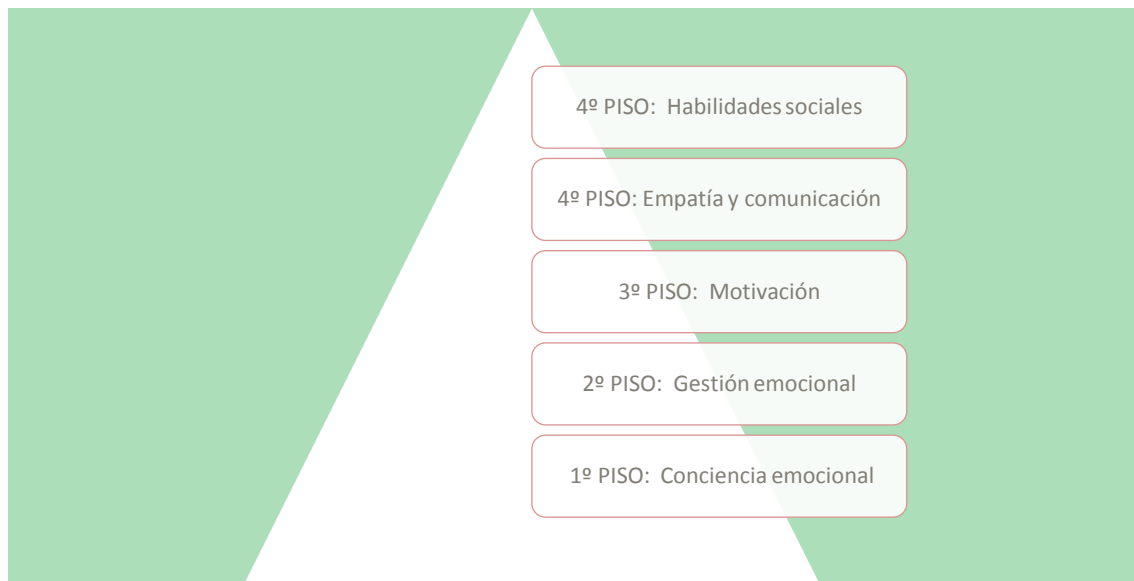 4º PISO: Habilidades sociales
4º PISO: Empatía y comunicación
3º PISO: Motivación
2º PISO: Gestión emocional
1º PISO: Conciencia emocional